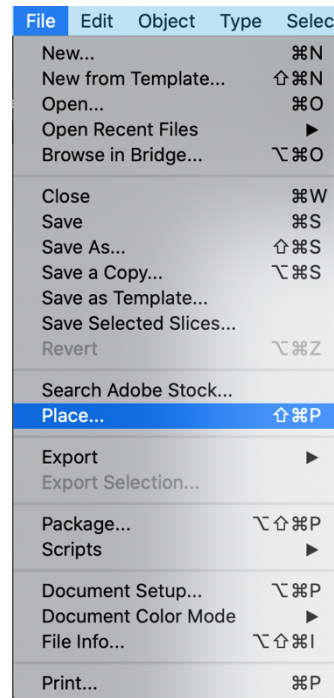 File Edit Object Type Selec
New... ⌘N
New from Template... ⇧⌘N
Open... ⌘O
Open Recent Files ▶
Browse in Bridge... ⌥⌘O
Close ⌘W
Save ⌘S
Save As... ⇧⌘S
Save a Copy... ⌥⌘S
Save as Template...
Save Selected Slices...
Revert ⌥⌘Z
Search Adobe Stock...
Place... ⇧⌘P
Export ▶
Export Selection...
Package... ⌥⇧⌘P
Scripts ▶
Document Setup... ⌥⌘P
Document Color Mode ▶
File Info... ⌥⇧⌘I
Print... ⌘P